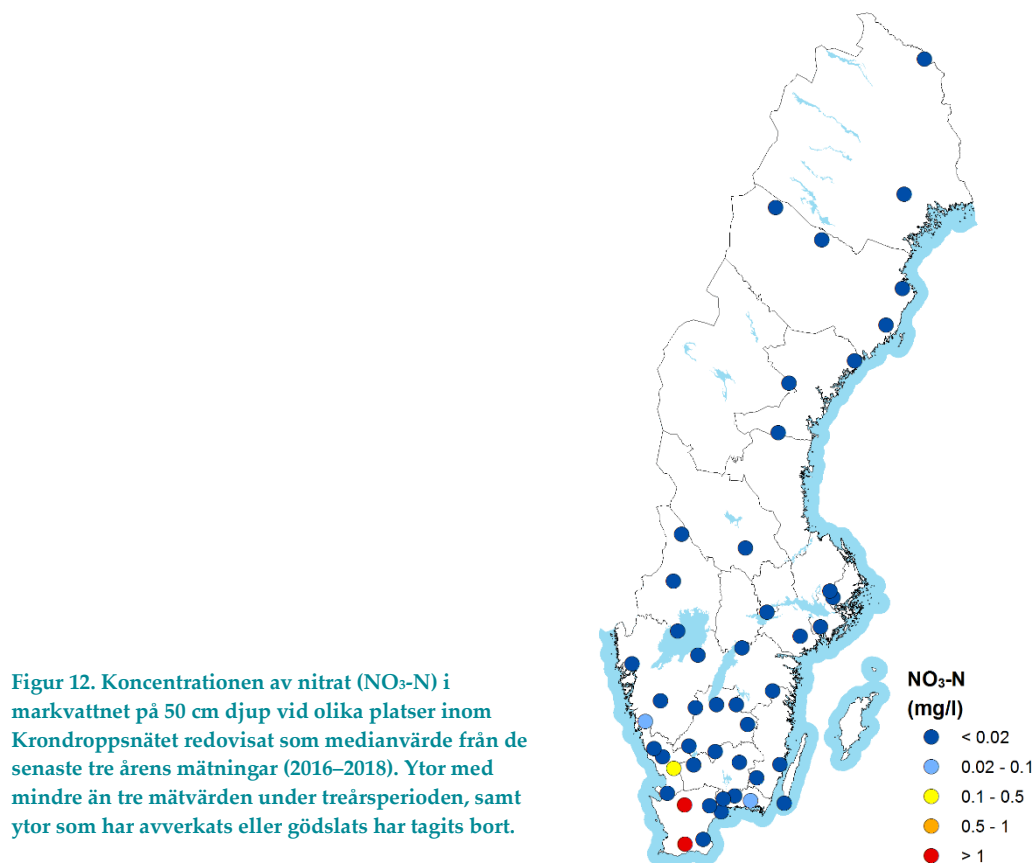 Figur 12. Koncentrationen av nitrat (NO₃-N) i
markvattnet på 50 cm djup vid olika platser inom
Krondroppsnätet redovisat som medianvärde från de
senaste tre årens mätningar (2016–2018). Ytor med
mindre än tre mätvärden under treårsperioden, samt
ytor som har avverkats eller gödslats har tagits bort.
NO₃-N
(mg/l)
< 0.02
0.02 - 0.1
0.1 - 0.5
0.5 - 1
> 1